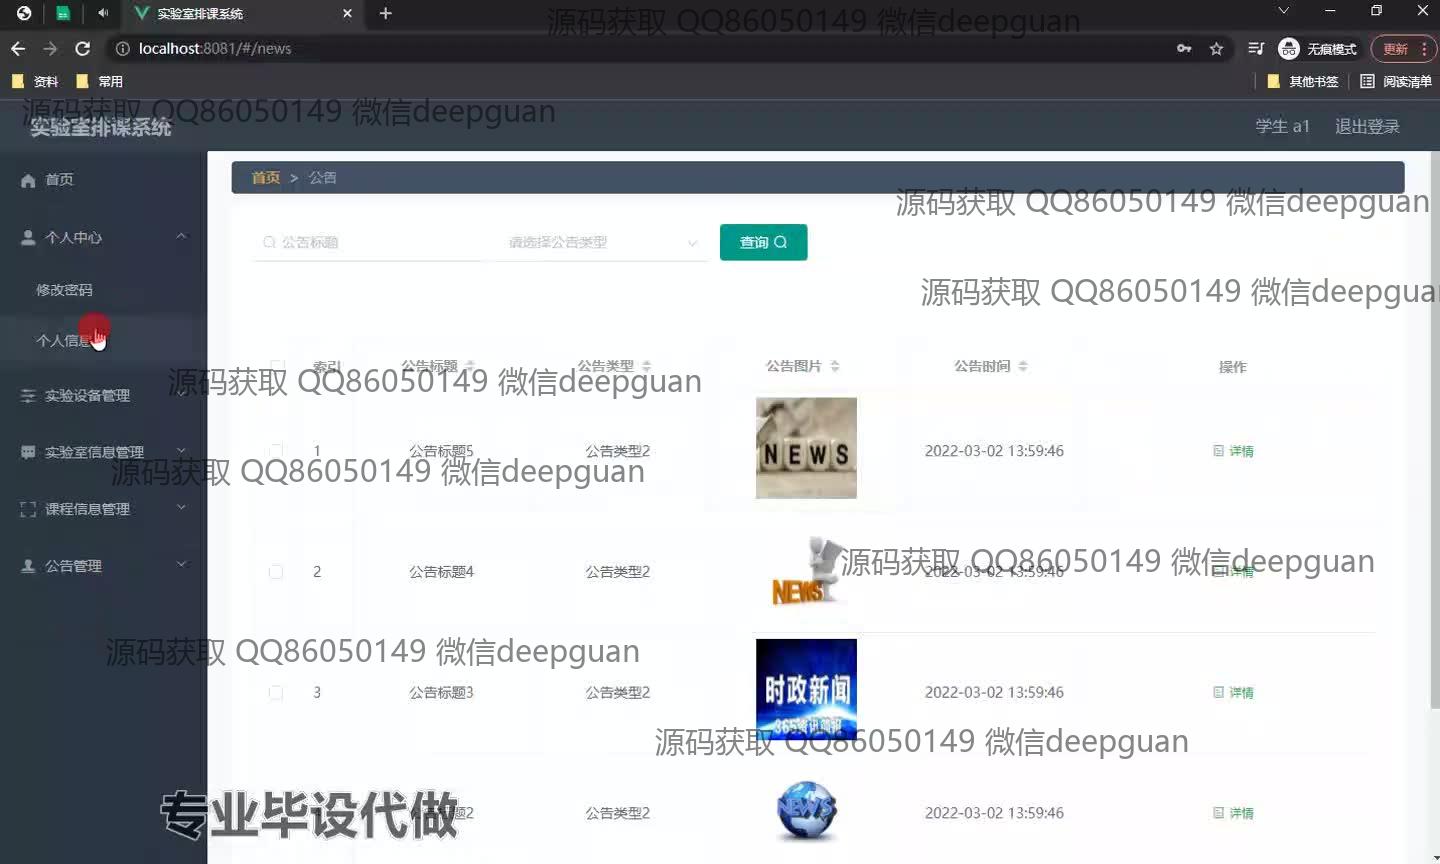 实验室排课系统
源码获取 QQ86050149 微信deepguan
localhost:8081/#/news
无痕模式
更新
资料
常用
其他书签
阅读清单
源码获取 QQ86050149 微信deepguan
实验室排课系统
学生 a1
退出登录
首页
首页 > 公告
源码获取 QQ86050149 微信deepguan
个人中心
公告标题
请选择公告类型
查询
修改密码
源码获取 QQ86050149 微信deepguan
个人信息
索引
公告标题
公告类型
公告图片
公告时间
操作
源码获取 QQ86050149 微信deepguan
实验设备管理
NEWS
1
公告标题5
公告类型2
2022-03-02 13:59:46
详情
实验室信息管理
源码获取 QQ86050149 微信deepguan
课程信息管理
公告管理
源码获取 QQ86050149 微信deepguan
2
公告标题4
公告类型2
NEWS
2022-03-02 13:59:46
详情
源码获取 QQ86050149 微信deepguan
3
公告标题3
公告类型2
时政新闻
365资讯简报
2022-03-02 13:59:46
详情
源码获取 QQ86050149 微信deepguan
专业毕设代做
公告标题2
公告类型2
NEWS
2022-03-02 13:59:46
详情